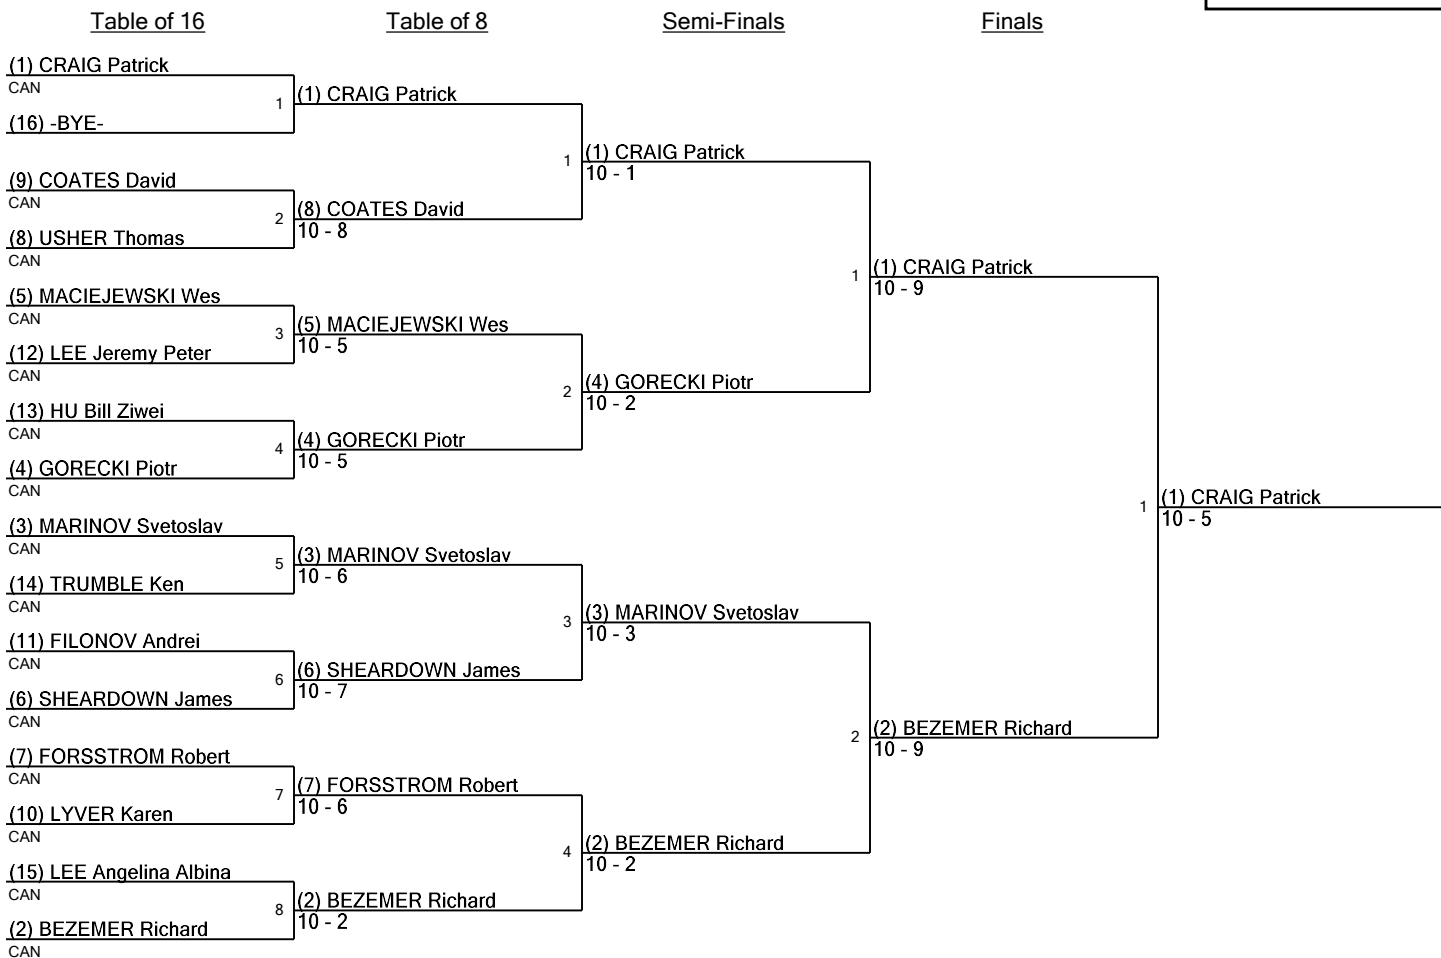 Table of 16
Table of 8
Semi-Finals
Finals
(1) CRAIG Patrick
CAN
1
(16) -BYE-
(9) COATES David
CAN
2
(8) USHER Thomas
CAN
(5) MACIEJEWSKI Wes
CAN
3
(12) LEE Jeremy Peter
CAN
(13) HU Bill Ziwei
CAN
4
(4) GORECKI Piotr
CAN
(3) MARINOV Svetoslav
CAN
5
(14) TRUMBLE Ken
CAN
(11) FILONOV Andrei
CAN
6
(6) SHEARDOWN James
CAN
(7) FORSSTROM Robert
CAN
7
(10) LYVER Karen
CAN
(15) LEE Angelina Albina
CAN
8
(2) BEZEMER Richard
CAN
(1) CRAIG Patrick
1
(8) COATES David
10 - 8
(5) MACIEJEWSKI Wes
10 - 5
2
(4) GORECKI Piotr
10 - 5
(3) MARINOV Svetoslav
10 - 6
3
(6) SHEARDOWN James
10 - 7
(7) FORSSTROM Robert
10 - 6
4
(2) BEZEMER Richard
10 - 2
(1) CRAIG Patrick
10 - 1
1
(4) GORECKI Piotr
10 - 2
(3) MARINOV Svetoslav
10 - 3
2
(2) BEZEMER Richard
10 - 2
(1) CRAIG Patrick
10 - 9
1
(2) BEZEMER Richard
10 - 9
(1) CRAIG Patrick
10 - 5